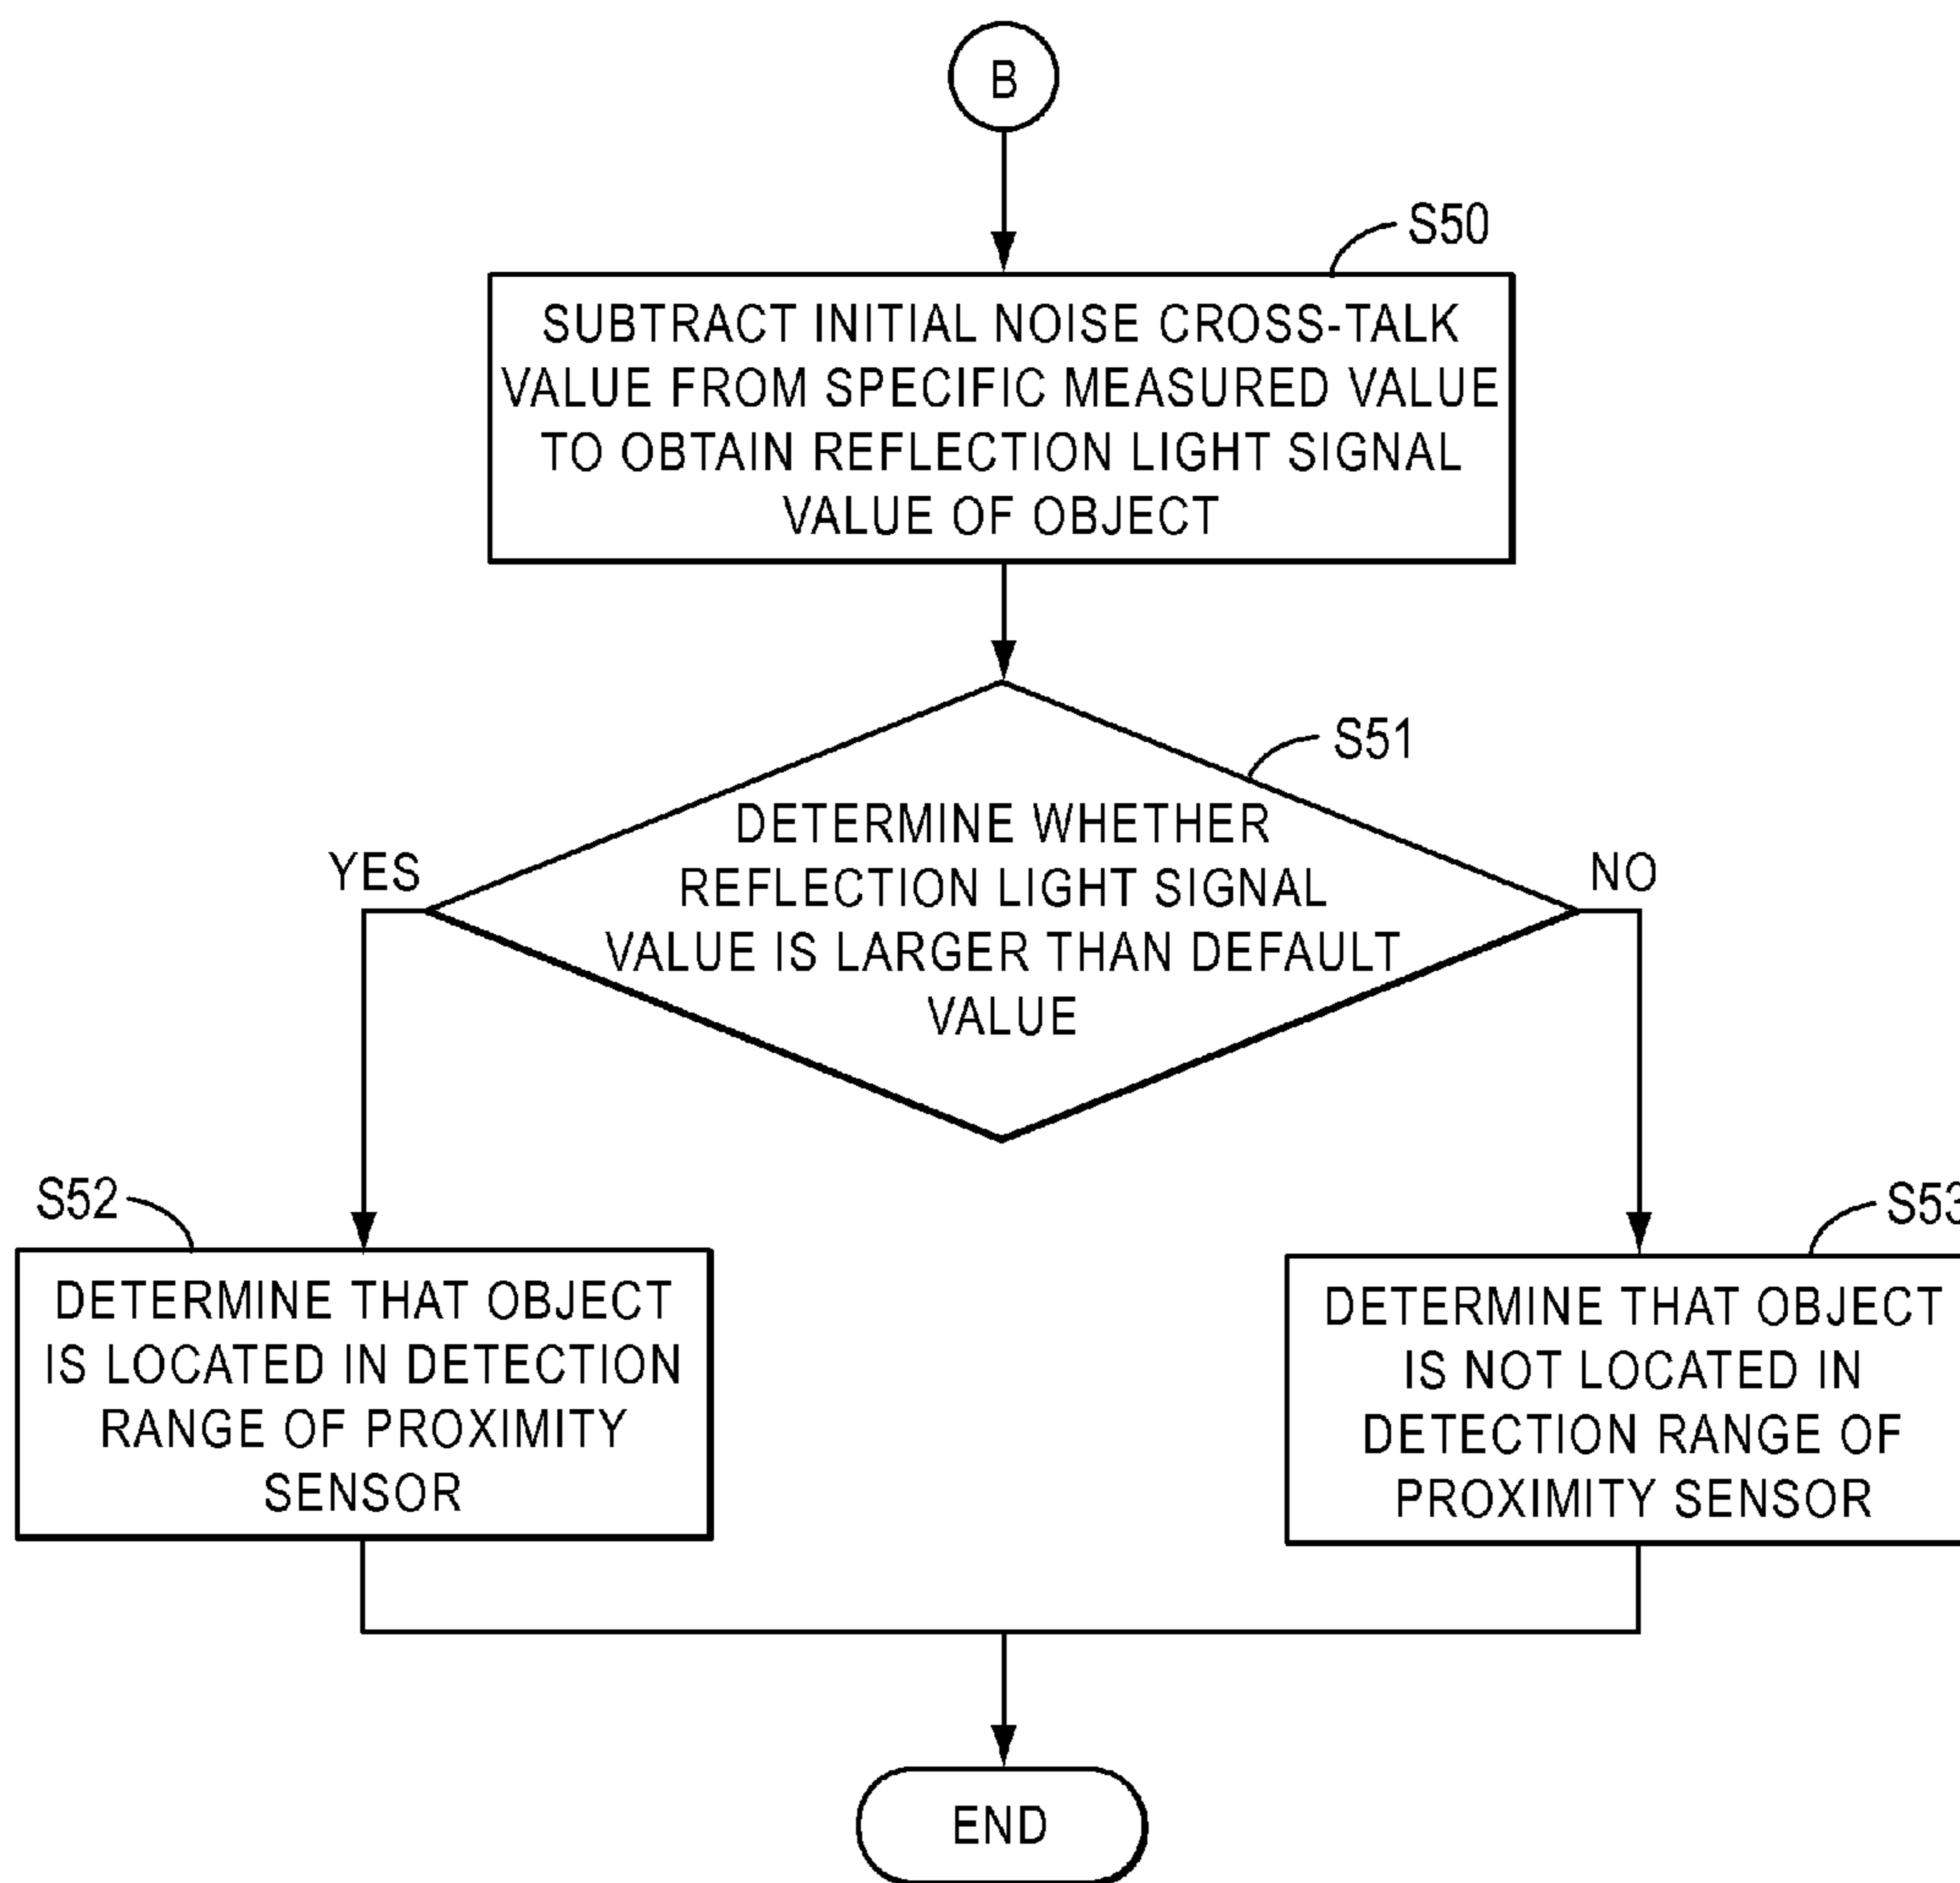 B
S50
SUBTRACT INITIAL NOISE CROSS-TALK
VALUE FROM SPECIFIC MEASURED VALUE
TO OBTAIN REFLECTION LIGHT SIGNAL
VALUE OF OBJECT
S51
DETERMINE WHETHER
REFLECTION LIGHT SIGNAL
VALUE IS LARGER THAN DEFAULT
VALUE
YES
NO
S52
DETERMINE THAT OBJECT
IS LOCATED IN DETECTION
RANGE OF PROXIMITY
SENSOR
S53
DETERMINE THAT OBJECT
IS NOT LOCATED IN
DETECTION RANGE OF
PROXIMITY SENSOR
END